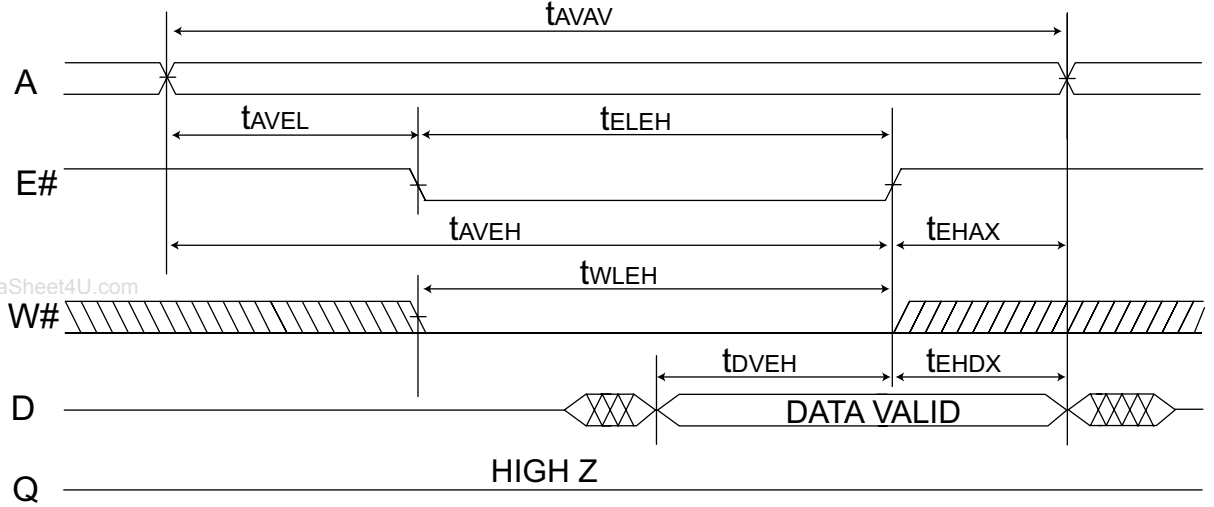 tAVAV
A
tAVEL tELEH
E#
tAVEH tEHAX
aSheet4U.com
tWLEH
W#
tDVEH tEHDX
D DATA VALID
HIGH Z
Q